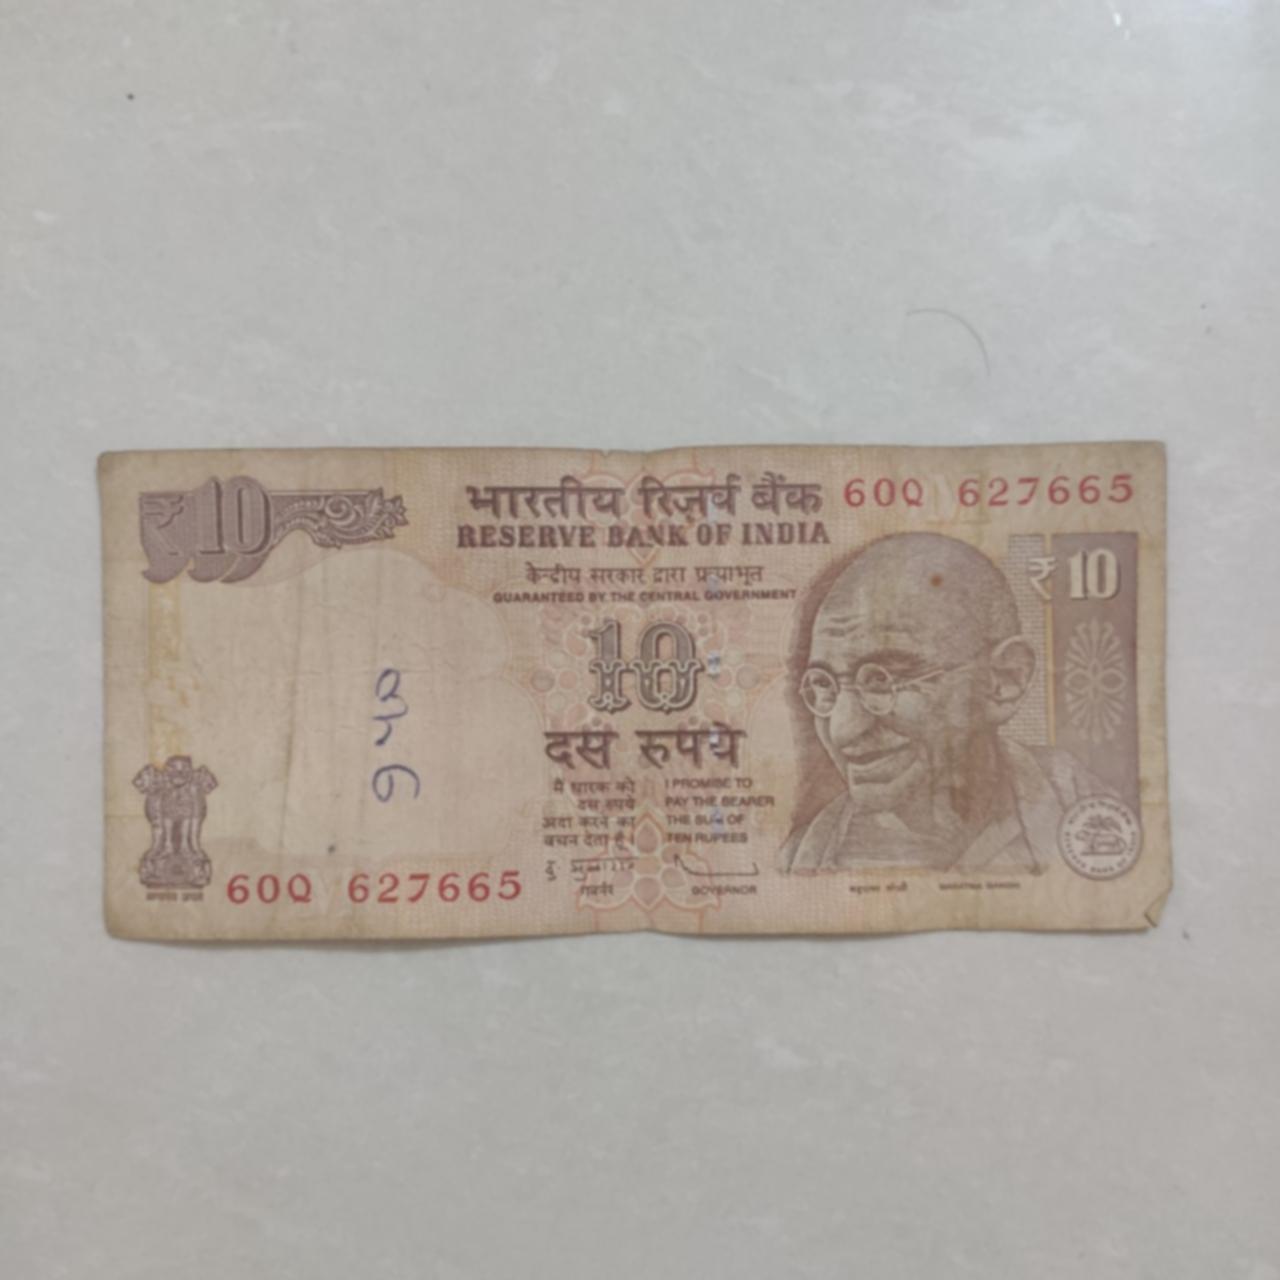 ₹10
भारतीय रिज़र्व बैंक
60Q 627665
RESERVE BANK OF INDIA
केन्द्रीय सरकार द्वारा प्रत्याभूत
GUARANTEED BY THE CENTRAL GOVERNMENT
₹ 10
10
दस रुपये
मैं धारक को
दस रुपये
अदा करने का
वचन देता हूँ।
I PROMISE TO
PAY THE BEARER
THE SUM OF
TEN RUPEES
गवर्नर
GOVERNOR
महात्मा गांधी
MAHATMA GANDHI
सत्यमेव जयते
60Q 627665